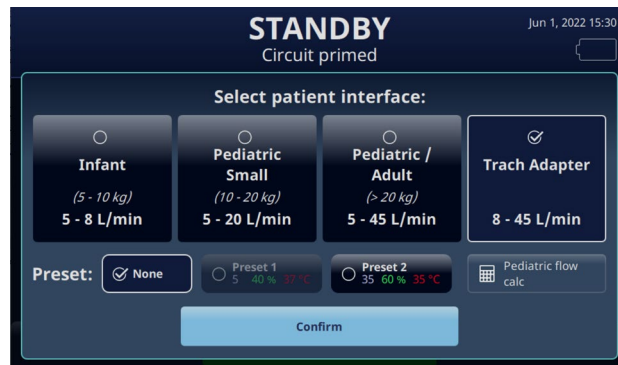 STANDBY
Jun 1, 2022 15:30
Circuit primed
Select patient interface:
Infant
(5 - 10 kg)
5 - 8 L/min
Pediatric
Small
(10 - 20 kg)
5 - 20 L/min
Pediatric /
Adult
(> 20 kg)
5 - 45 L/min
Trach Adapter
8 - 45 L/min
Preset:
None
Preset 1
5 40 % 37 °C
Preset 2
35 60 % 35 °C
Pediatric flow
calc
Confirm